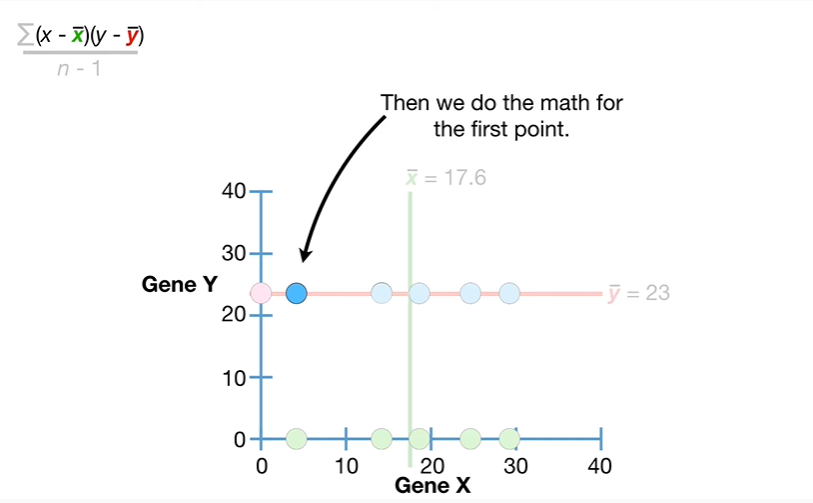 ∑(x - x̅)(y - y̅)
n - 1
Then we do the math for
the first point.
x̅ = 17.6
40
30
Gene Y
y̅ = 23
20
10
0
0 10 20 30 40
Gene X